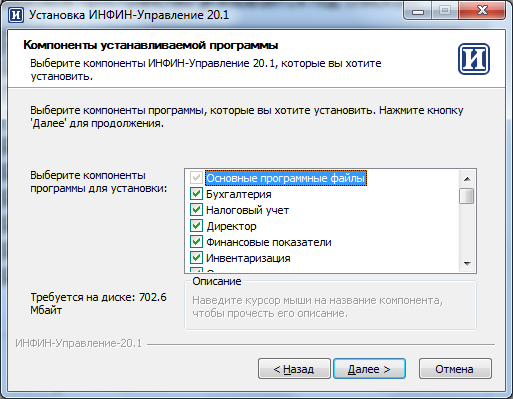 Установка ИНФИН-Управление 20.1
Компоненты устанавливаемой программы
Выберите компоненты ИНФИН-Управление 20.1, которые вы хотите
установить.
И
Выберите компоненты программы, которые вы хотите установить. Нажмите кнопку
'Далее' для продолжения.
Выберите компоненты
программы для установки:
Основные программные файлы
Бухгалтерия
Налоговый учет
Директор
Финансовые показатели
Инвентаризация
Требуется на диске: 702.6
Мбайт
Описание
Наведите курсор мыши на название компонента,
чтобы прочесть его описание.
ИНФИН-Управление-20.1
< Назад
Далее >
Отмена